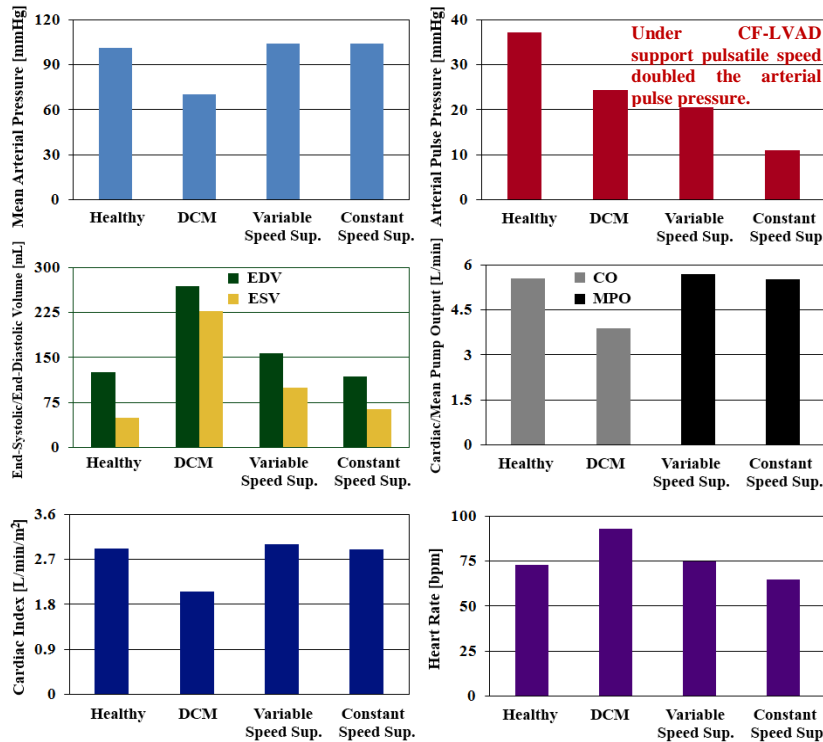 Mean Arterial Pressure [mmHg]
120
90
60
30
0
Healthy
DCM
Variable
Speed Sup.
Constant
Speed Sup.
Arterial Pulse Pressure [mmHg]
40
30
20
10
0
Under CF-LVAD
support pulsatile speed
doubled the arterial
pulse pressure.
Healthy
DCM
Variable
Speed Sup.
Constant
Speed Sup.
End-Systolic/End-Diastolic Volume [mL]
300
225
150
75
0
EDV
ESV
Healthy
DCM
Variable
Speed Sup.
Constant
Speed Sup.
Cardiac/Mean Pump Output [L/min]
6
4.5
3
1.5
0
CO
MPO
Healthy
DCM
Variable
Speed Sup.
Constant
Speed Sup.
Cardiac Index [L/min/m²]
3.6
2.7
1.8
0.9
0
Healthy
DCM
Variable
Speed Sup.
Constant
Speed Sup.
Heart Rate [bpm]
100
75
50
25
0
Healthy
DCM
Variable
Speed Sup.
Constant
Speed Sup.